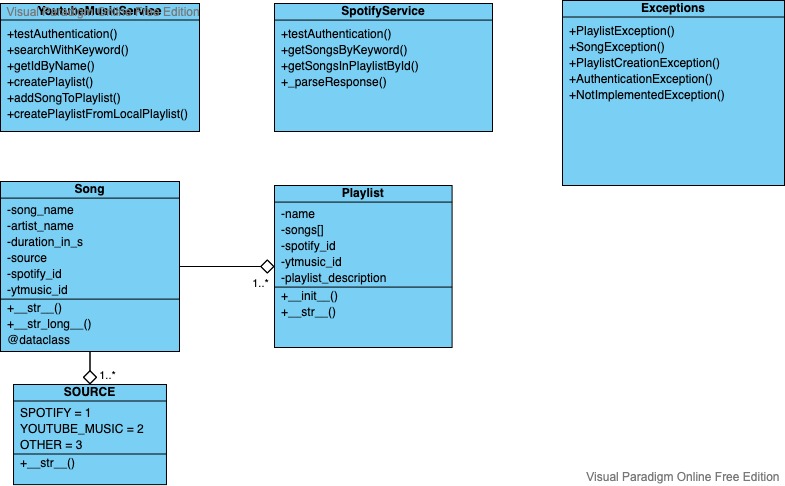 Visual Paradigm Online Free Edition
YoutubeMusicService
+testAuthentication()
+searchWithKeyword()
+getIdByName()
+createPlaylist()
+addSongToPlaylist()
+createPlaylistFromLocalPlaylist()
SpotifyService
+testAuthentication()
+getSongsByKeyword()
+getSongsInPlaylistById()
+_parseResponse()
Exceptions
+PlaylistException()
+SongException()
+PlaylistCreationException()
+AuthenticationException()
+NotImplementedException()
Song
-song_name
-artist_name
-duration_in_s
-source
-spotify_id
-ytmusic_id
+__str__()
+__str_long__()
@dataclass
1..*
Playlist
-name
-songs[]
-spotify_id
-ytmusic_id
-playlist_description
+__init__()
+__str__()
1..*
SOURCE
SPOTIFY = 1
YOUTUBE_MUSIC = 2
OTHER = 3
+__str__()
Visual Paradigm Online Free Edition